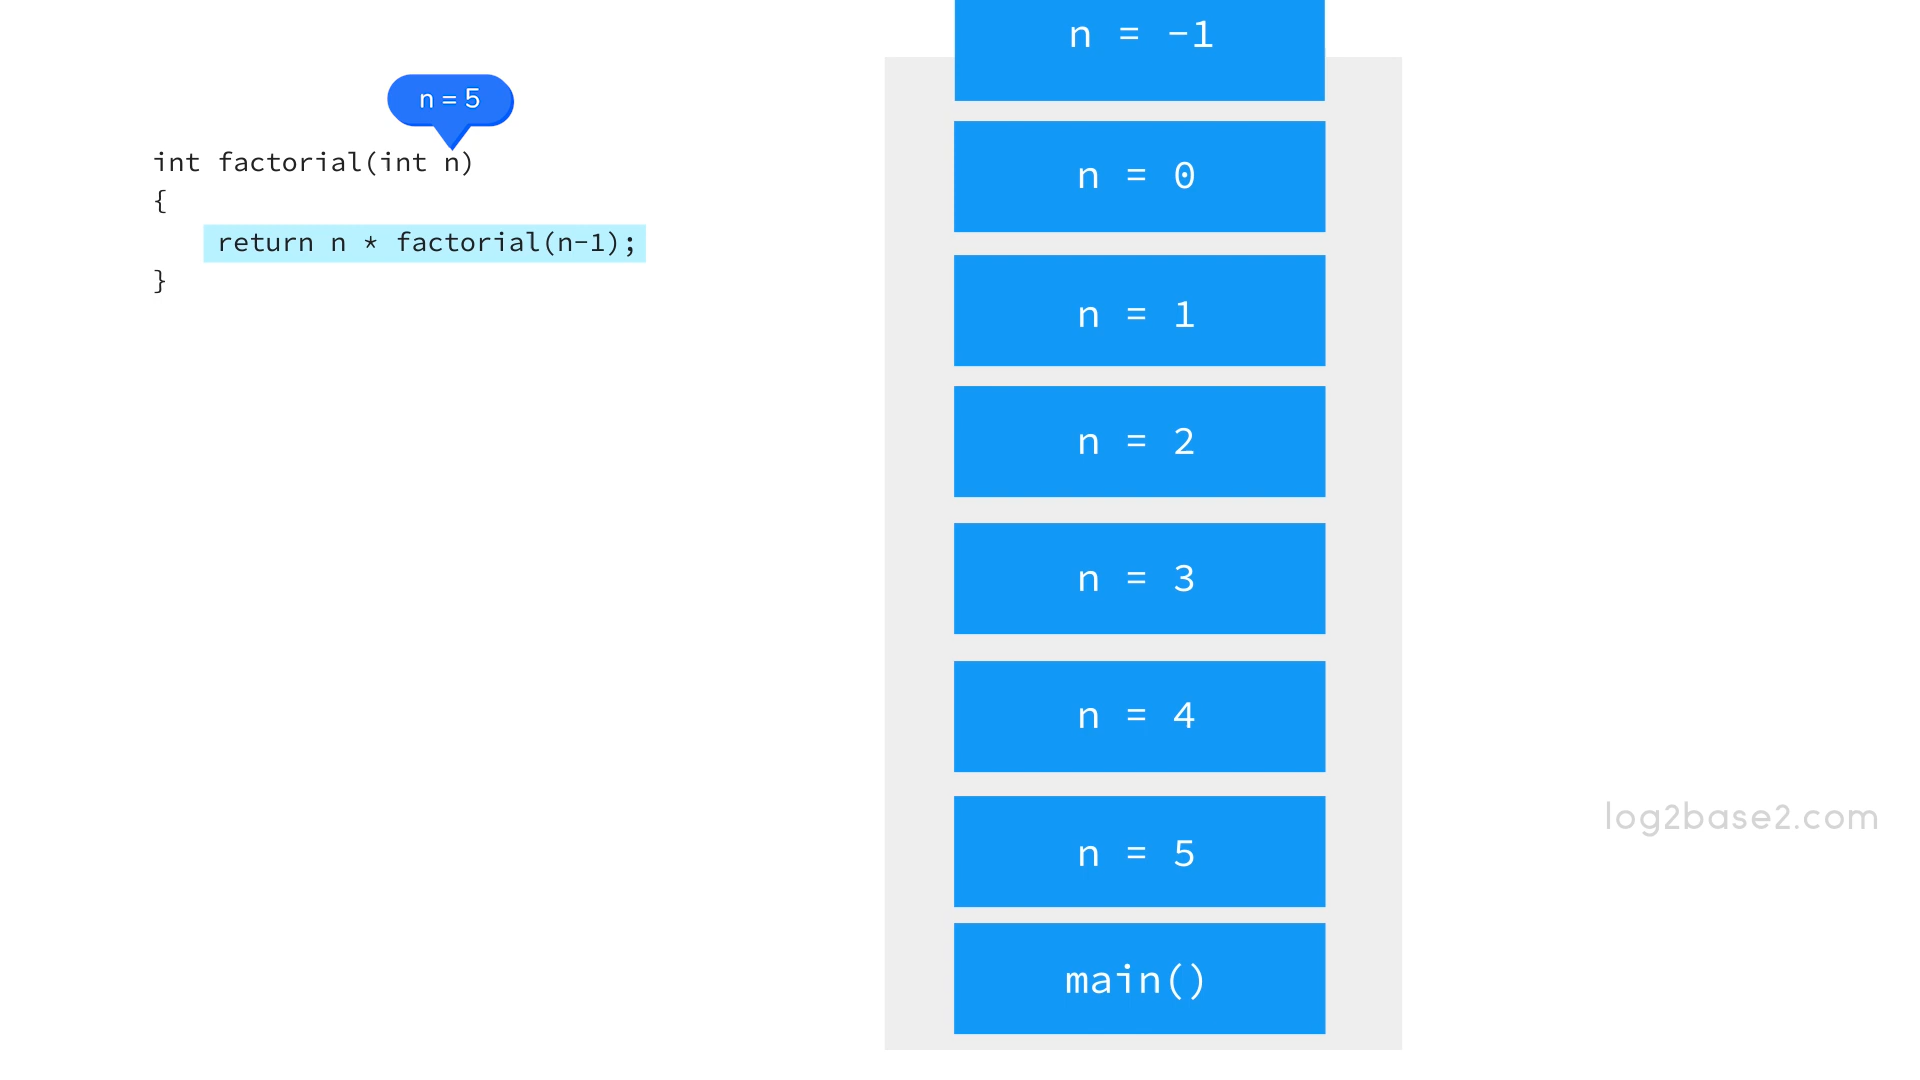 n = 5
int factorial(int n)
{
return n * factorial(n-1);
}
n = -1
n = 0
n = 1
n = 2
n = 3
n = 4
n = 5
main()
log2base2.com